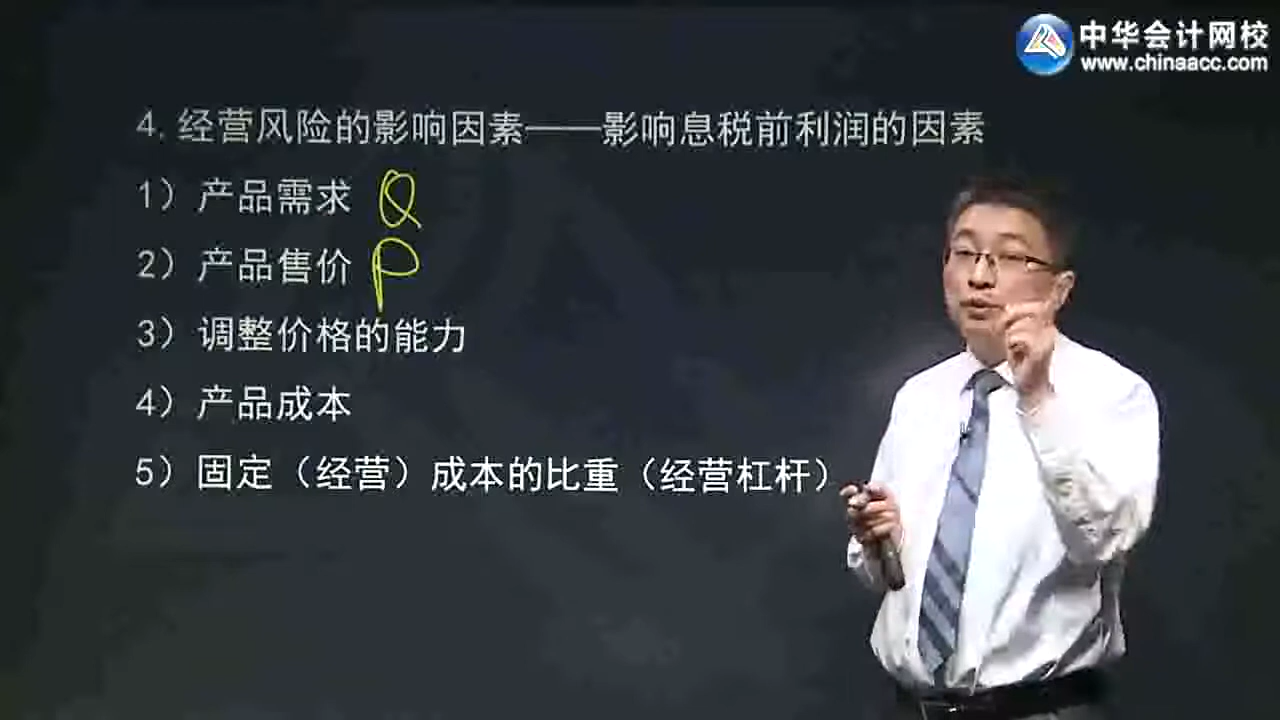 中华会计网校
www.chinaacc.com
4. 经营风险的影响因素——影响息税前利润的因素
1）产品需求 Q
2）产品售价 P
3）调整价格的能力
4）产品成本
5）固定（经营）成本的比重（经营杠杆）